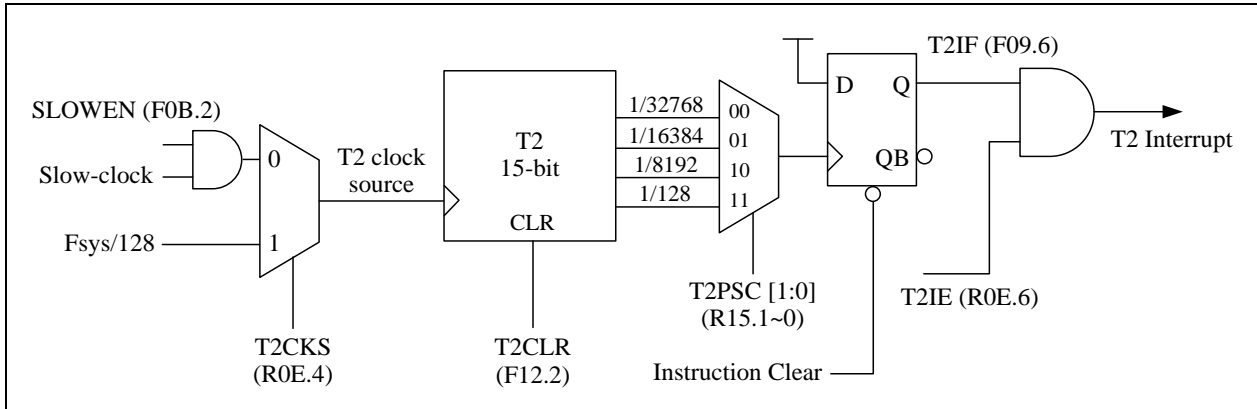 SLOWEN (F0B.2)
Slow-clock
Fsys/128
0
1
T2CKS
(R0E.4)
T2 clock
source
T2
15-bit
CLR
T2CLR
(F12.2)
1/32768
1/16384
1/8192
1/128
00
01
10
11
T2PSC [1:0]
(R15.1~0)
D
Q
QB
Instruction Clear
T2IF (F09.6)
T2IE (R0E.6)
T2 Interrupt